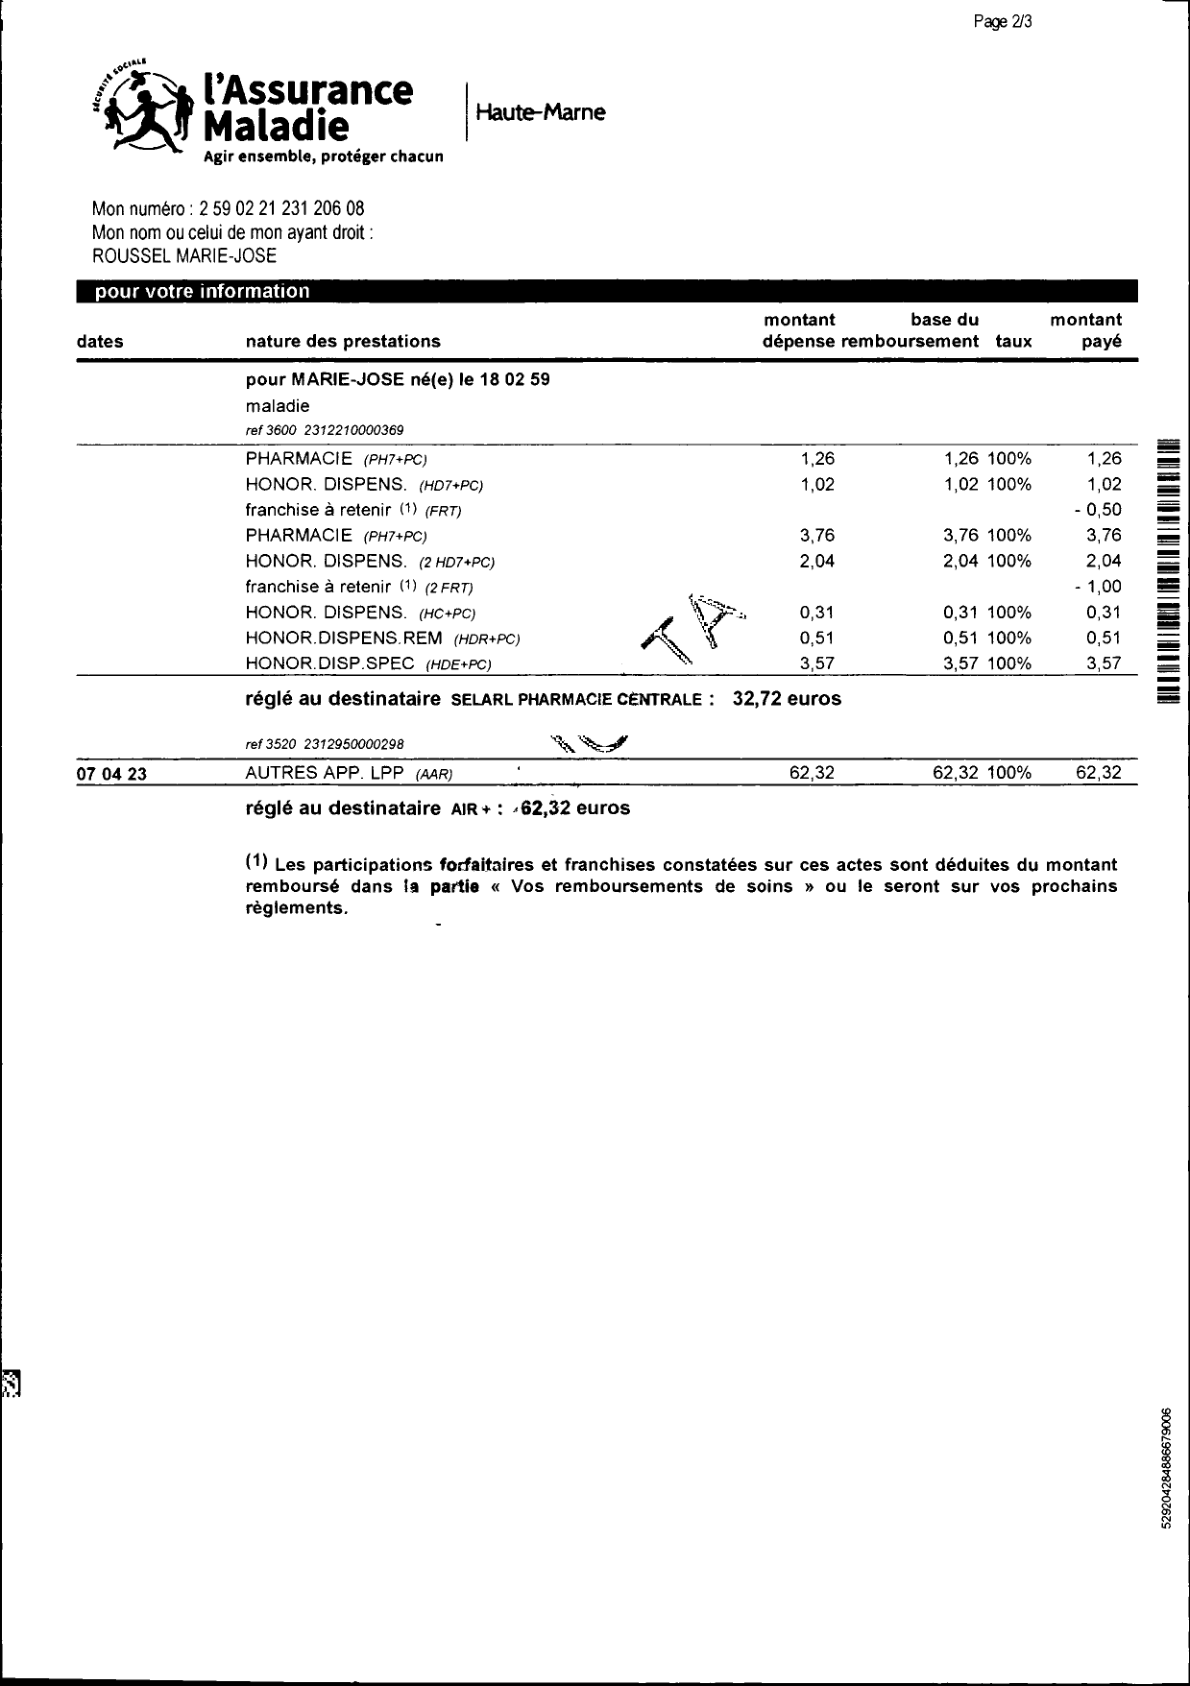 Page 2/3
SÉCURITÉ SOCIALE
l'Assurance
Maladie
Agir ensemble, protéger chacun
Haute-Marne
Mon numéro : 2 59 02 21 231 206 08
Mon nom ou celui de mon ayant droit :
ROUSSEL MARIE-JOSE
pour votre information
dates nature des prestations montant dépense base du remboursement taux montant payé
pour MARIE-JOSE né(e) le 18 02 59
maladie
ref 3600 2312210000369
PHARMACIE (PH7+PC) 1,26 1,26 100% 1,26
HONOR. DISPENS. (HD7+PC) 1,02 1,02 100% 1,02
franchise à retenir (1) (FRT) - 0,50
PHARMACIE (PH7+PC) 3,76 3,76 100% 3,76
HONOR. DISPENS. (2 HD7+PC) 2,04 2,04 100% 2,04
franchise à retenir (1) (2 FRT) - 1,00
HONOR. DISPENS. (HC+PC) 0,31 0,31 100% 0,31
HONOR.DISPENS.REM (HDR+PC) 0,51 0,51 100% 0,51
HONOR.DISP.SPEC (HDE+PC) 3,57 3,57 100% 3,57
réglé au destinataire SELARL PHARMACIE CENTRALE : 32,72 euros
ref 3520 2312950000298
07 04 23 AUTRES APP. LPP (AAR) 62,32 62,32 100% 62,32
réglé au destinataire AIR + : 62,32 euros
(1) Les participations forfaitaires et franchises constatées sur ces actes sont déduites du montant
remboursé dans la partie « Vos remboursements de soins » ou le seront sur vos prochains
règlements.
52920428488667900​6